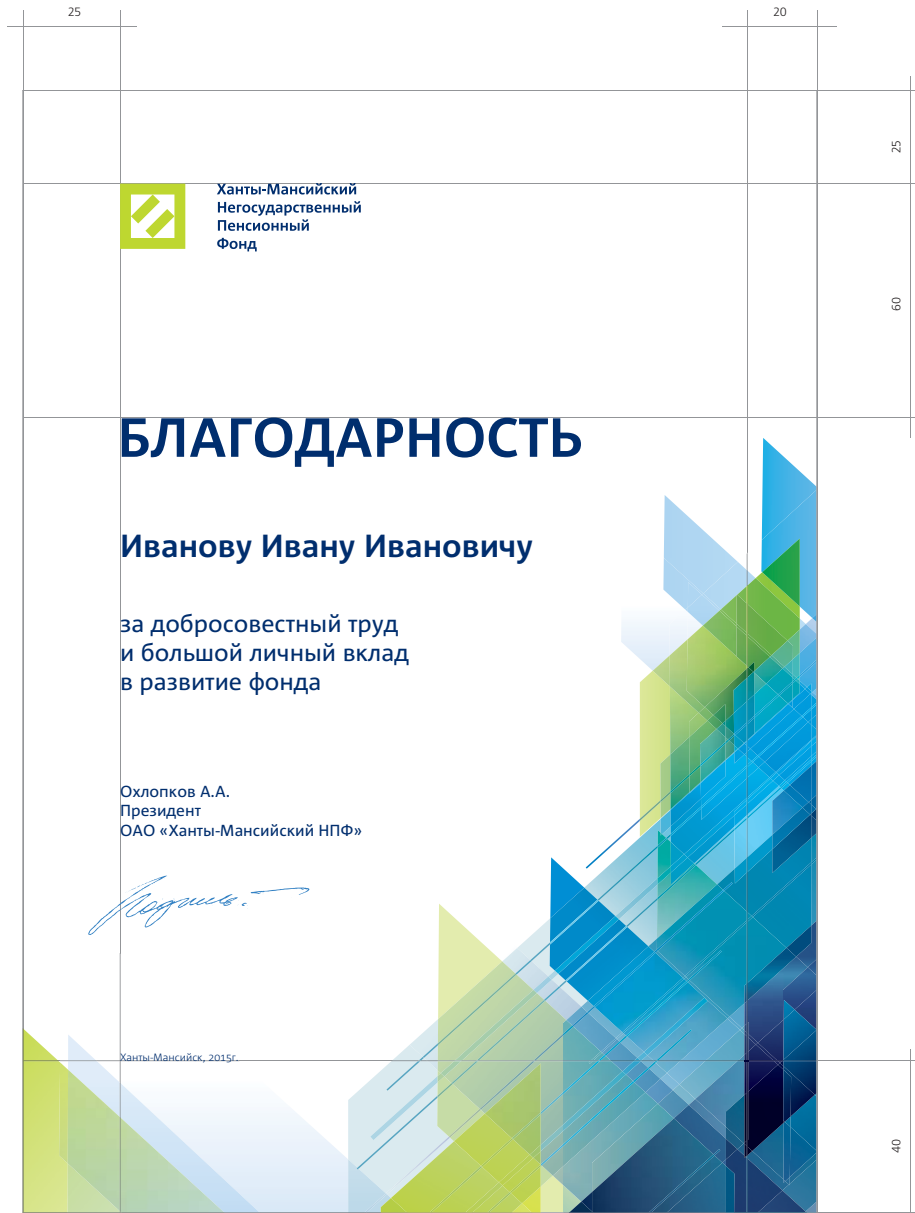 25
20
25
Ханты-Мансийский
Негосударственный
Пенсионный
Фонд
60
БЛАГОДАРНОСТЬ
Иванову Ивану Ивановичу
за добросовестный труд
и большой личный вклад
в развитие фонда
Охлопков А.А.
Президент
ОАО «Ханты-Мансийский НПФ»
Подпись.
Ханты-Мансийск, 2015г.
40